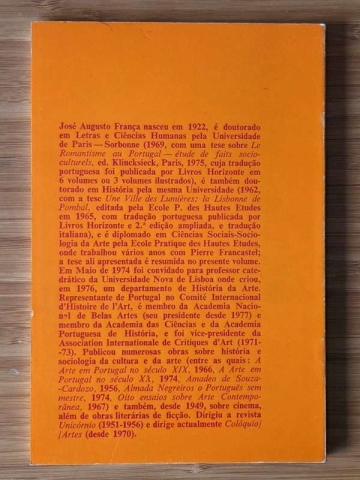 José Augusto França nasceu em 1922, é doutorado
em Letras e Ciências Humanas pela Universidade
de Paris — Sorbonne (1969, com uma tese sobre Le
Romantisme au Portugal — étude de faits socio-
culturels, ed. Klincksieck, Paris, 1975, cuja tradução
portuguesa foi publicada por Livros Horizonte em
6 volumes ou 3 volumes ilustrados), é também dou-
torado em História pela mesma Universidade (1962,
com a tese Une Ville des Lumières: la Lisbonne de
Pombal, editada pela Ecole P. des Hautes Etudes
em 1965, com tradução portuguesa publicada por
Livros Horizonte e 2.ª edição ampliada, e tradução
italiana), e é diplomado em Ciências Sociais-Socio-
logia da Arte pela Ecole Pratique des Hautes Etudes,
onde trabalhou vários anos com Pierre Francastel;
a tese ali apresentada é resumida no presente volume.
Em Maio de 1974 foi convidado para professor cate-
drático da Universidade Nova de Lisboa onde criou,
em 1976, um departamento de História da Arte.
Representante de Portugal no Comité Internacional
d'Histoire de l'Art, é membro da Academia Nacio-
nal de Belas Artes (seu presidente desde 1977) e
membro da Academia das Ciências e da Academia
Portuguesa de História, e foi vice-presidente da
Association Internationale de Critiques d'Art (1971-
-73). Publicou numerosas obras sobre história e
sociologia da cultura e da arte (entre as quais: A
Arte em Portugal no século XIX, 1966, A Arte em
Portugal no século XX, 1974, Amadeo de Souza-
-Cardozo, 1956, Almada Negreiros o Português sem
mestre, 1974, Oito ensaios sobre Arte Contempo-
rânea, 1967) e também, desde 1949, sobre cinema,
além de obras literárias de ficção. Dirigiu a revista
Unicórnio (1951-1956) e dirige actualmente Colóquio/
/Artes (desde 1970).